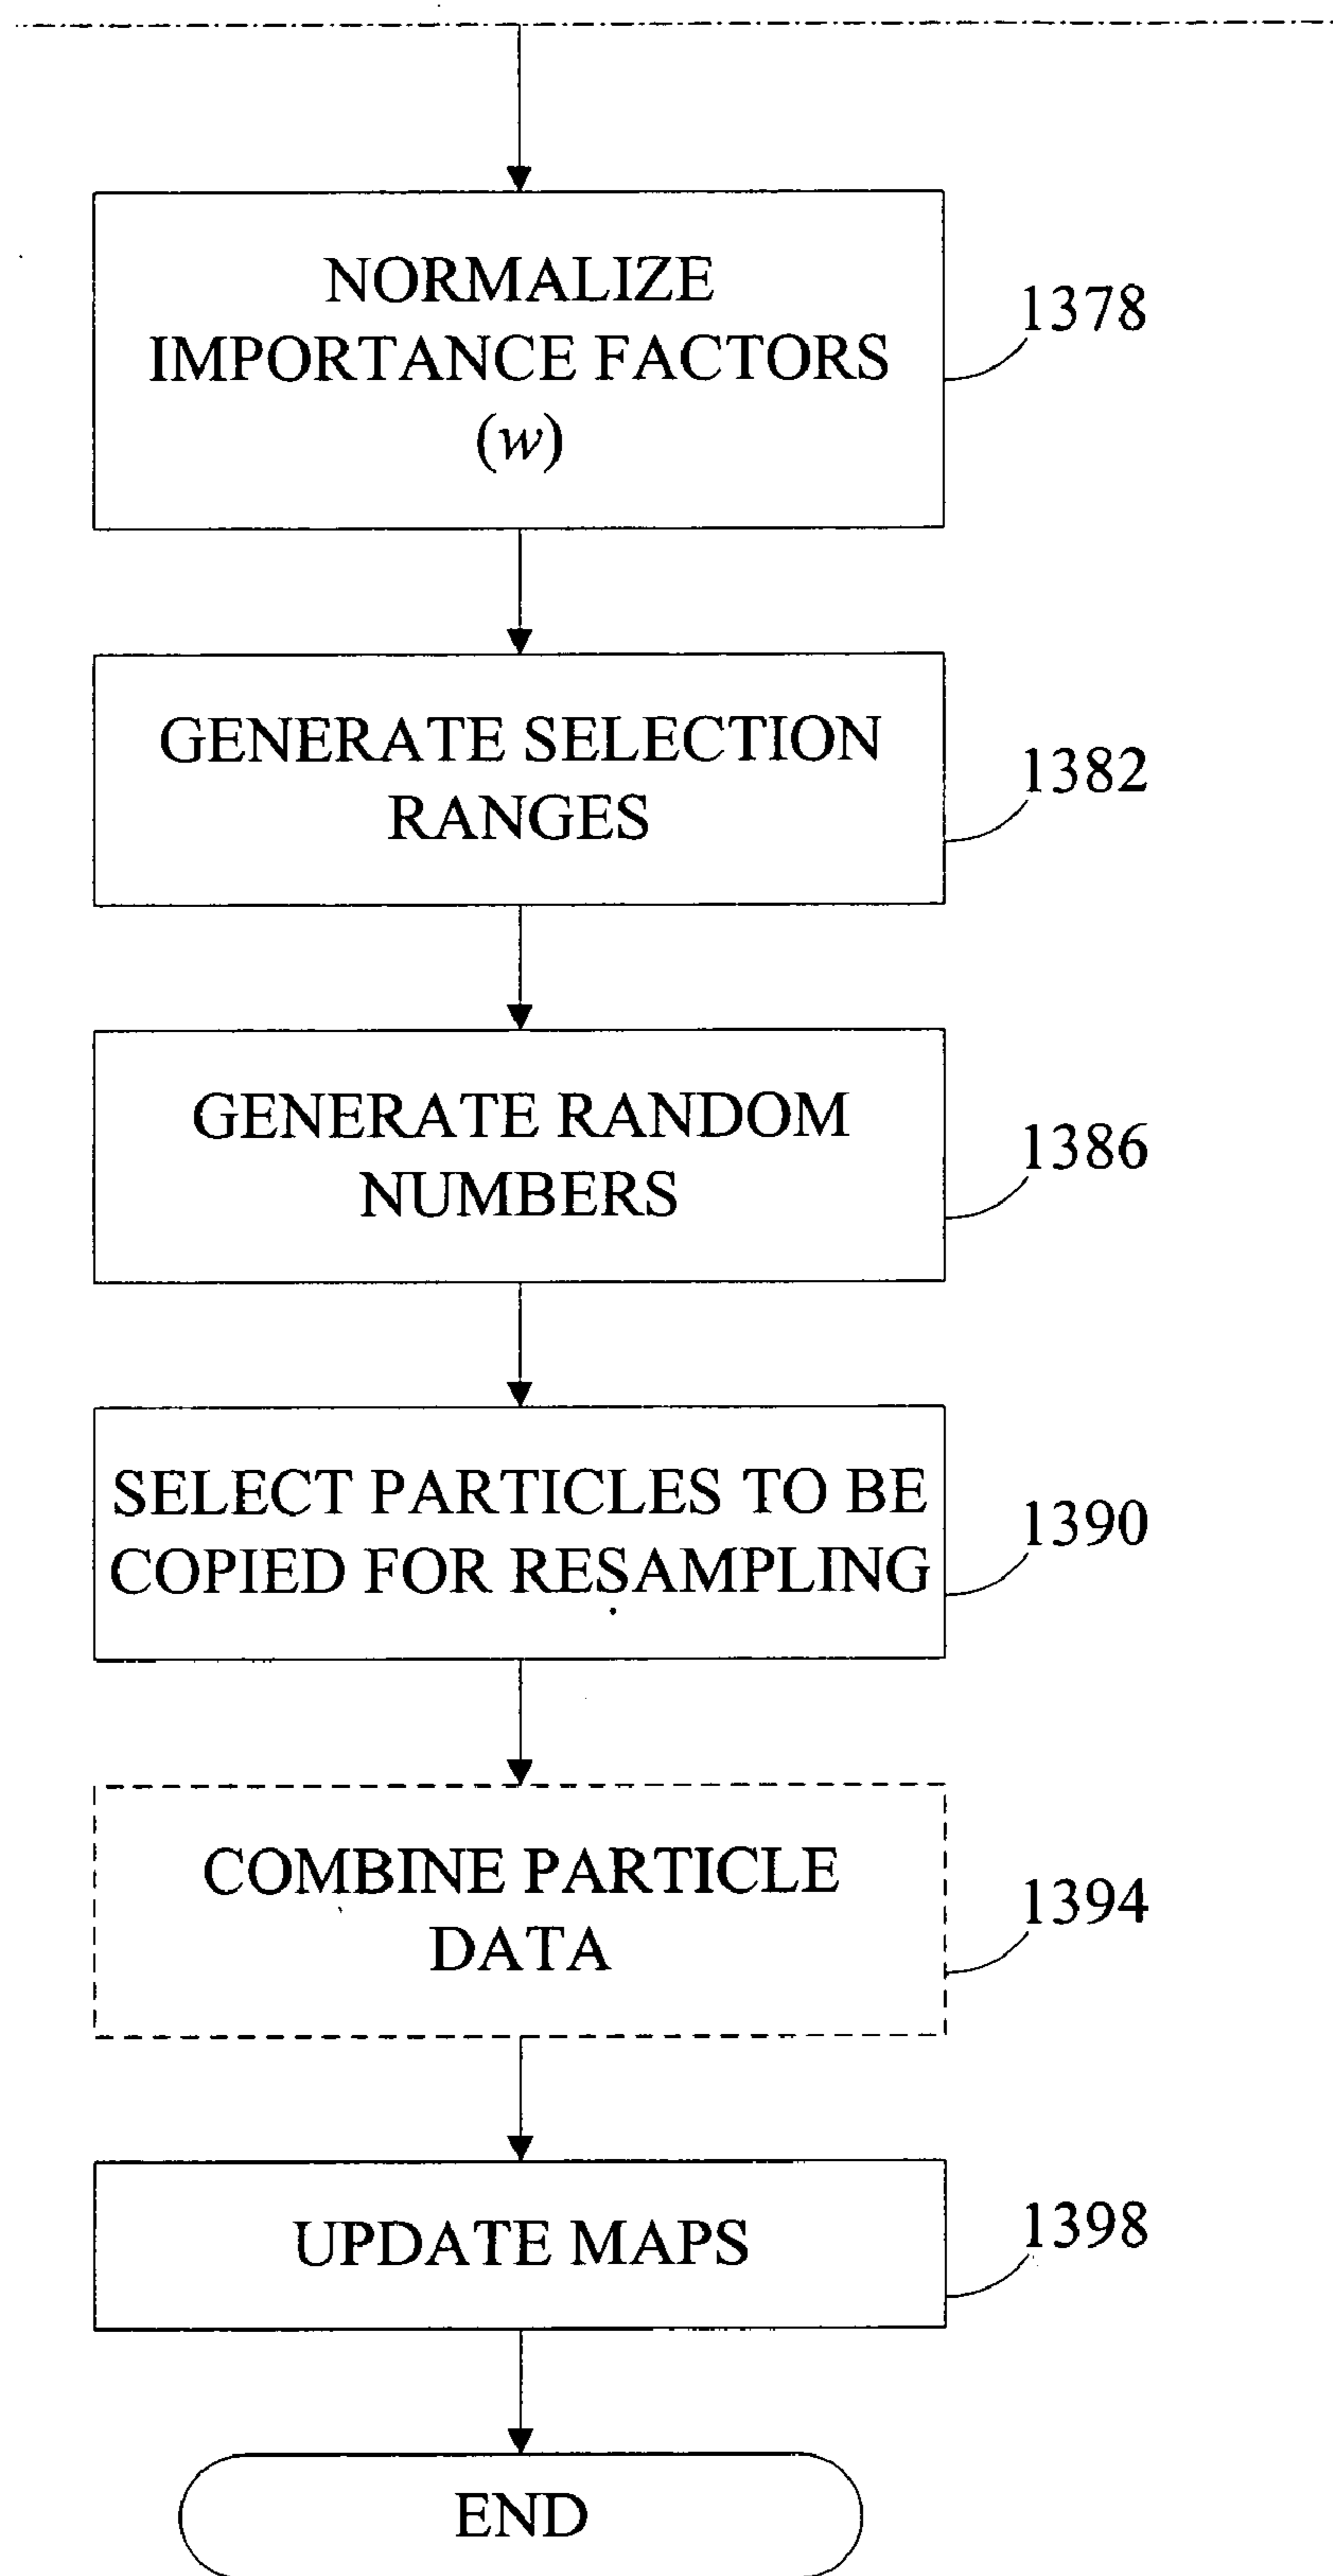 NORMALIZE
IMPORTANCE FACTORS
(w)
1378
GENERATE SELECTION
RANGES
1382
GENERATE RANDOM
NUMBERS
1386
SELECT PARTICLES TO BE
COPIED FOR RESAMPLING
1390
COMBINE PARTICLE
DATA
1394
UPDATE MAPS
1398
END